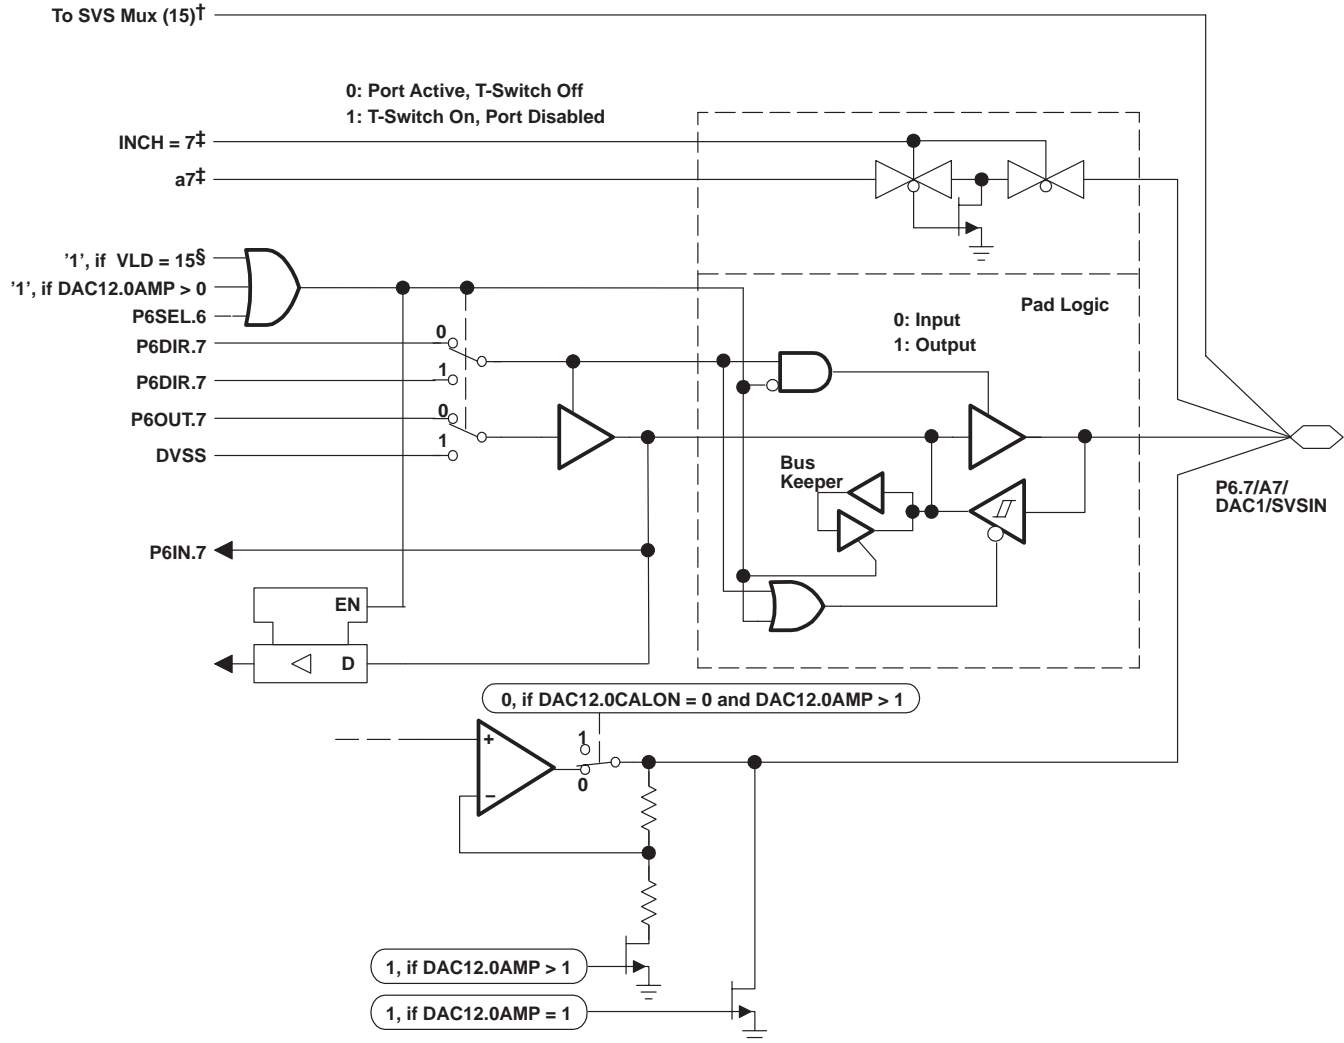 To SVS Mux (15)†
0: Port Active, T-Switch Off
1: T-Switch On, Port Disabled
INCH = 7‡
a7‡
'1', if VLD = 15§
'1', if DAC12.0AMP > 0
P6SEL.6
P6DIR.7
0
P6DIR.7
1
P6OUT.7
0
DVSS
1
Pad Logic
0: Input
1: Output
Bus
Keeper
P6.7/A7/
DAC1/SVSIN
P6IN.7
EN
D
0, if DAC12.0CALON = 0 and DAC12.0AMP > 1
+
−
1
0
1, if DAC12.0AMP > 1
1, if DAC12.0AMP = 1